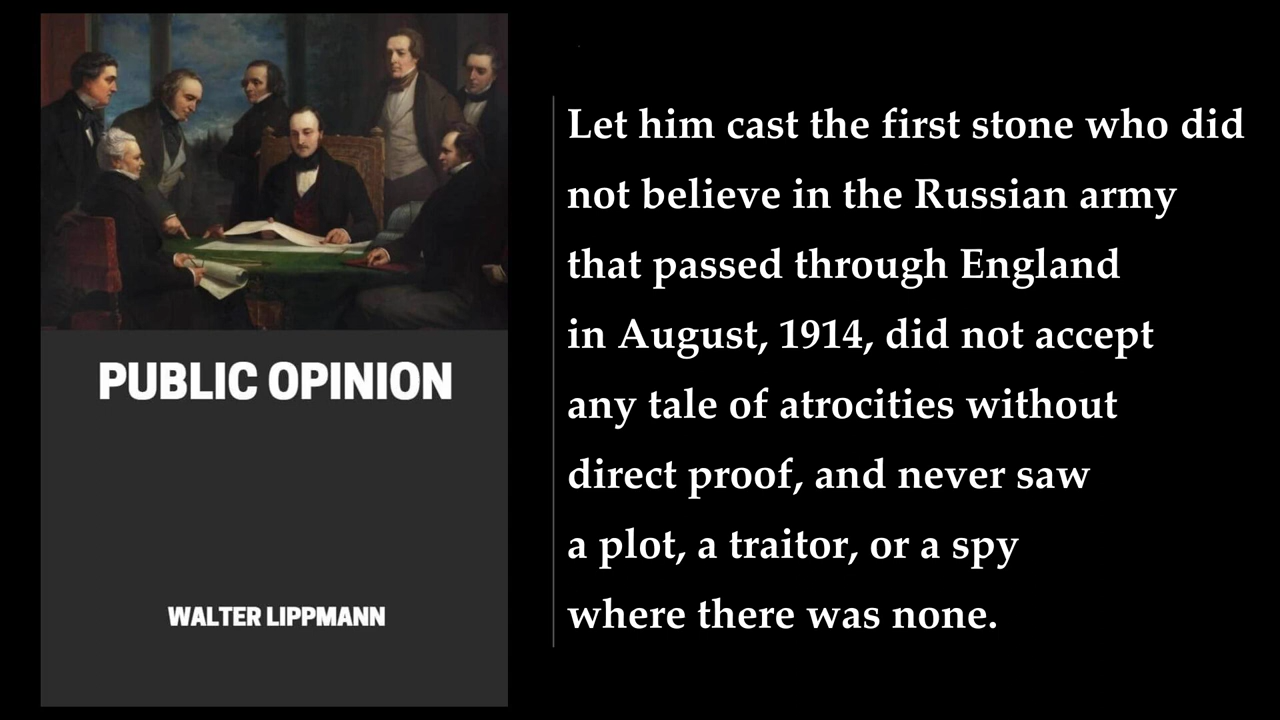 PUBLIC OPINION
WALTER LIPPMANN
Let him cast the first stone who did
not believe in the Russian army
that passed through England
in August, 1914, did not accept
any tale of atrocities without
direct proof, and never saw
a plot, a traitor, or a spy
where there was none.